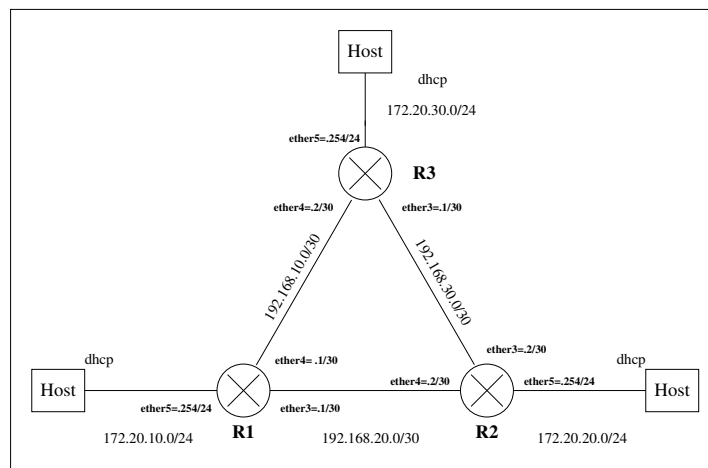 Host
dhcp
172.20.30.0/24
ether5=.254/24
R3
ether4=.2/30
ether3=.1/30
192.168.10.0/30
192.168.30.0/30
ether3=.2/30
dhcp
ether4= .1/30
ether4=.2/30
dhcp
Host
ether5=.254/24
ether3=.1/30
ether5=.254/24
Host
R1
R2
172.20.10.0/24
192.168.20.0/30
172.20.20.0/24